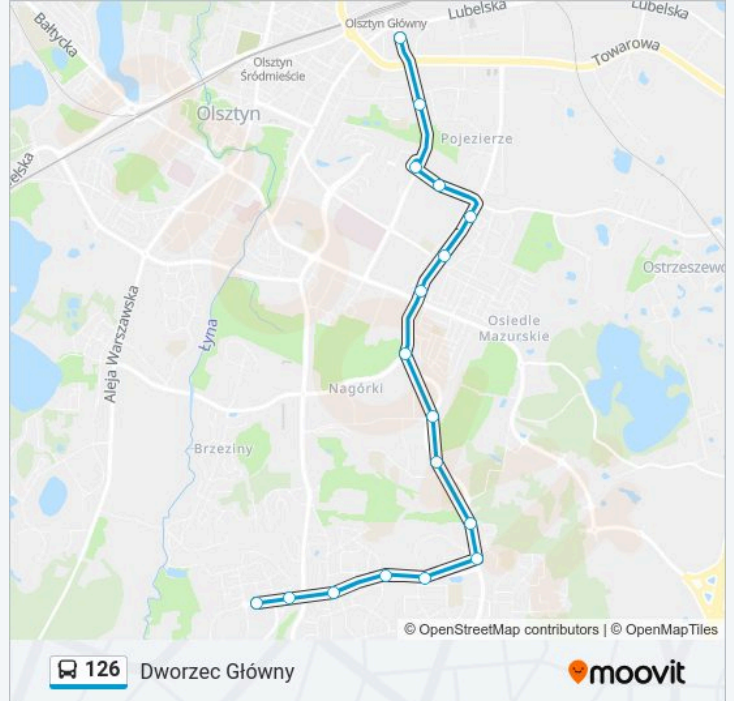 Bałtycka
Olsztyn Główny
Lubelska
Lubelska
Towarowa
Olsztyn
Śródmieście
Olsztyn
Pojezierze
elska
Ostrzeszewo
Aleja Warszawska
Łyna
Osiedle
Mazurskie
Nagórki
Brzeziny
© OpenStreetMap contributors | © OpenMapTiles
126 Dworzec Główny
moovit